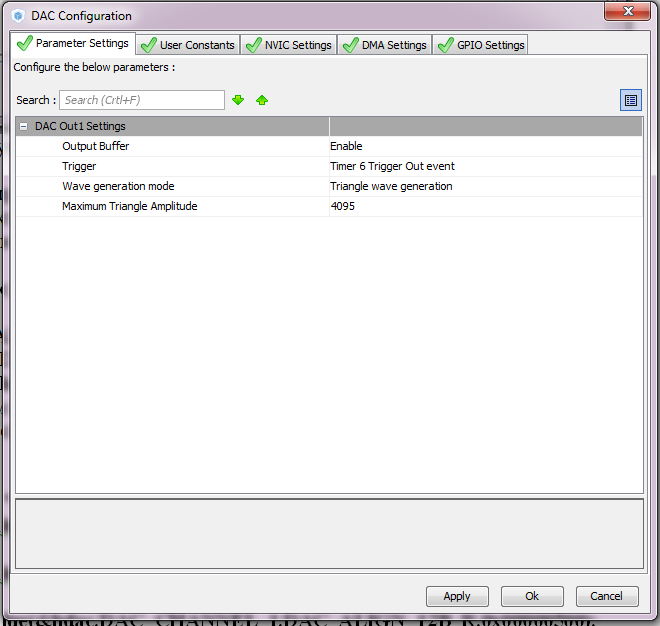 DAC Configuration
Parameter Settings User Constants NVIC Settings DMA Settings GPIO Settings
Configure the below parameters :
Search : Search (Crtl+F)
DAC Out1 Settings
Output Buffer Enable
Trigger Timer 6 Trigger Out event
Wave generation mode Triangle wave generation
Maximum Triangle Amplitude 4095
Apply Ok Cancel